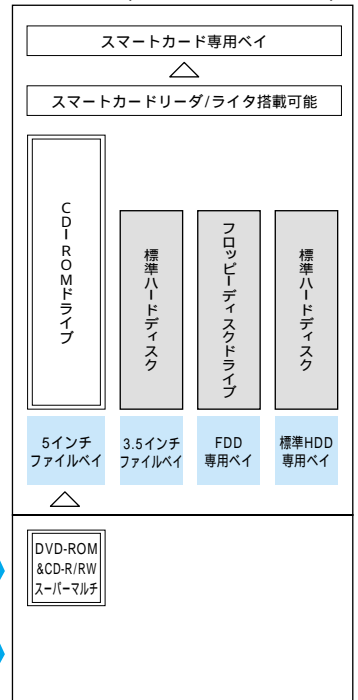 スマートカード専用ベイ
スマートカードリーダ/ライタ搭載可能
CD-ROMドライブ
標準ハードディスク
フロッピーディスクドライブ
標準ハードディスク
5インチ
ファイルベイ
3.5インチ
ファイルベイ
FDD
専用ベイ
標準HDD
専用ベイ
DVD-ROM
&CD-R/RW
スーパーマルチ